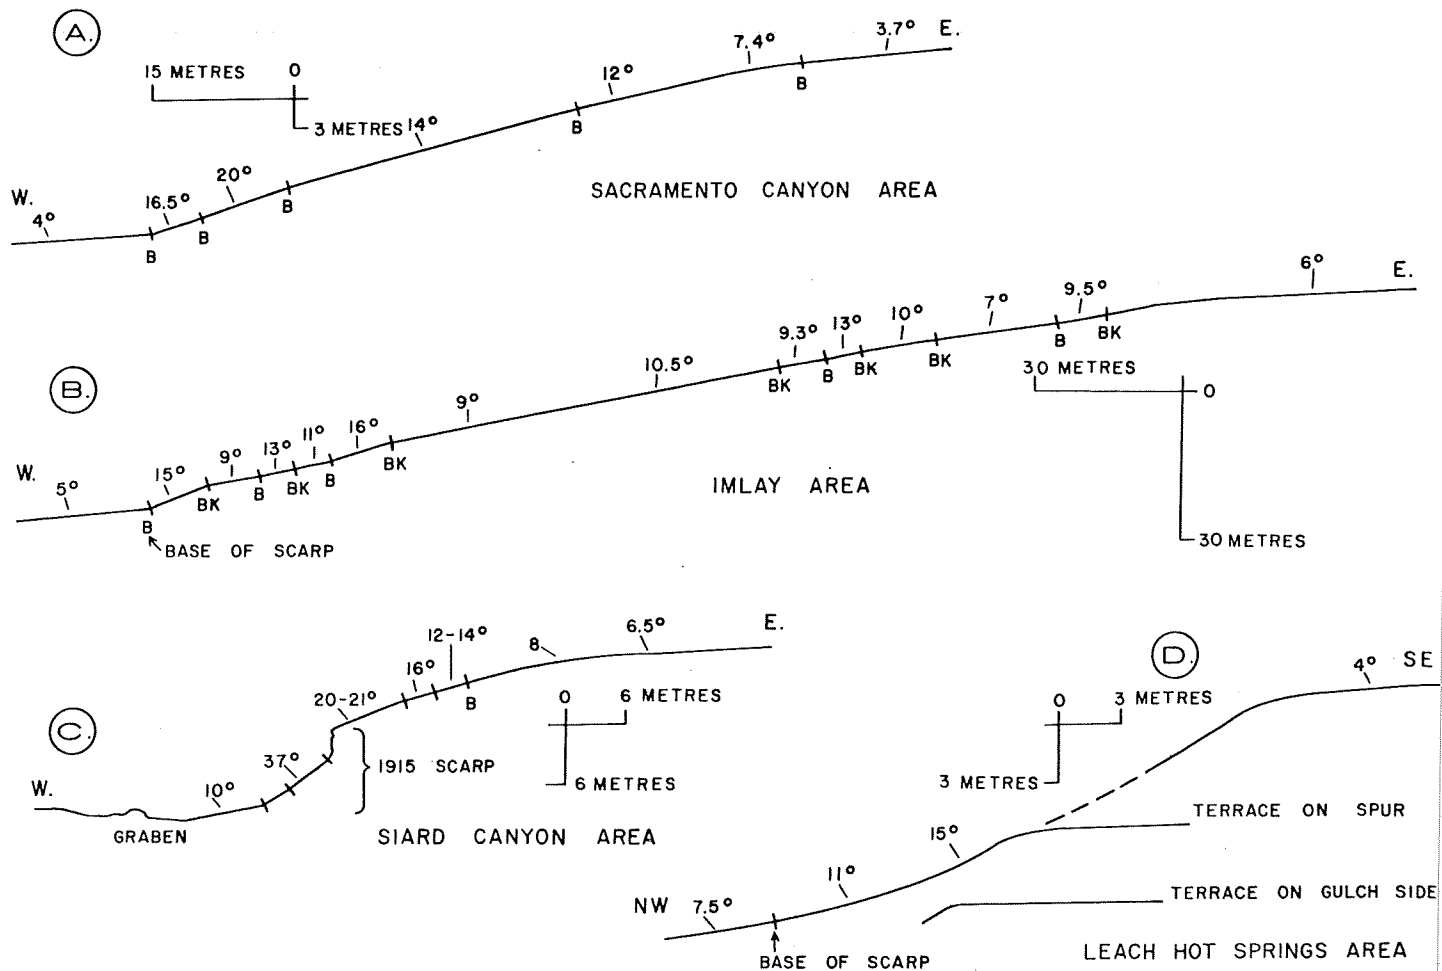 A.
15 METRES 0
3 METRES
W.
4°
16.5°
20°
14°
12°
7.4°
3.7°
E.
B
B
B
B
B
SACRAMENTO CANYON AREA
B.
W.
5°
15°
9°
13°
11°
16°
9°
10.5°
9.3°
13°
10°
7°
9.5°
6°
E.
B
BK
B
BK
B
BK
BK
B
BK
BK
B
BK
BASE OF SCARP
30 METRES
0
30 METRES
IMLAY AREA
C.
W.
GRABEN
10°
37°
20-21°
16°
12-14°
8
6.5°
E.
B
1915 SCARP
0 6 METRES
6 METRES
SIARD CANYON AREA
D.
0 3 METRES
3 METRES
NW
7.5°
11°
15°
4°
SE
TERRACE ON SPUR
TERRACE ON GULCH SIDE
BASE OF SCARP
LEACH HOT SPRINGS AREA